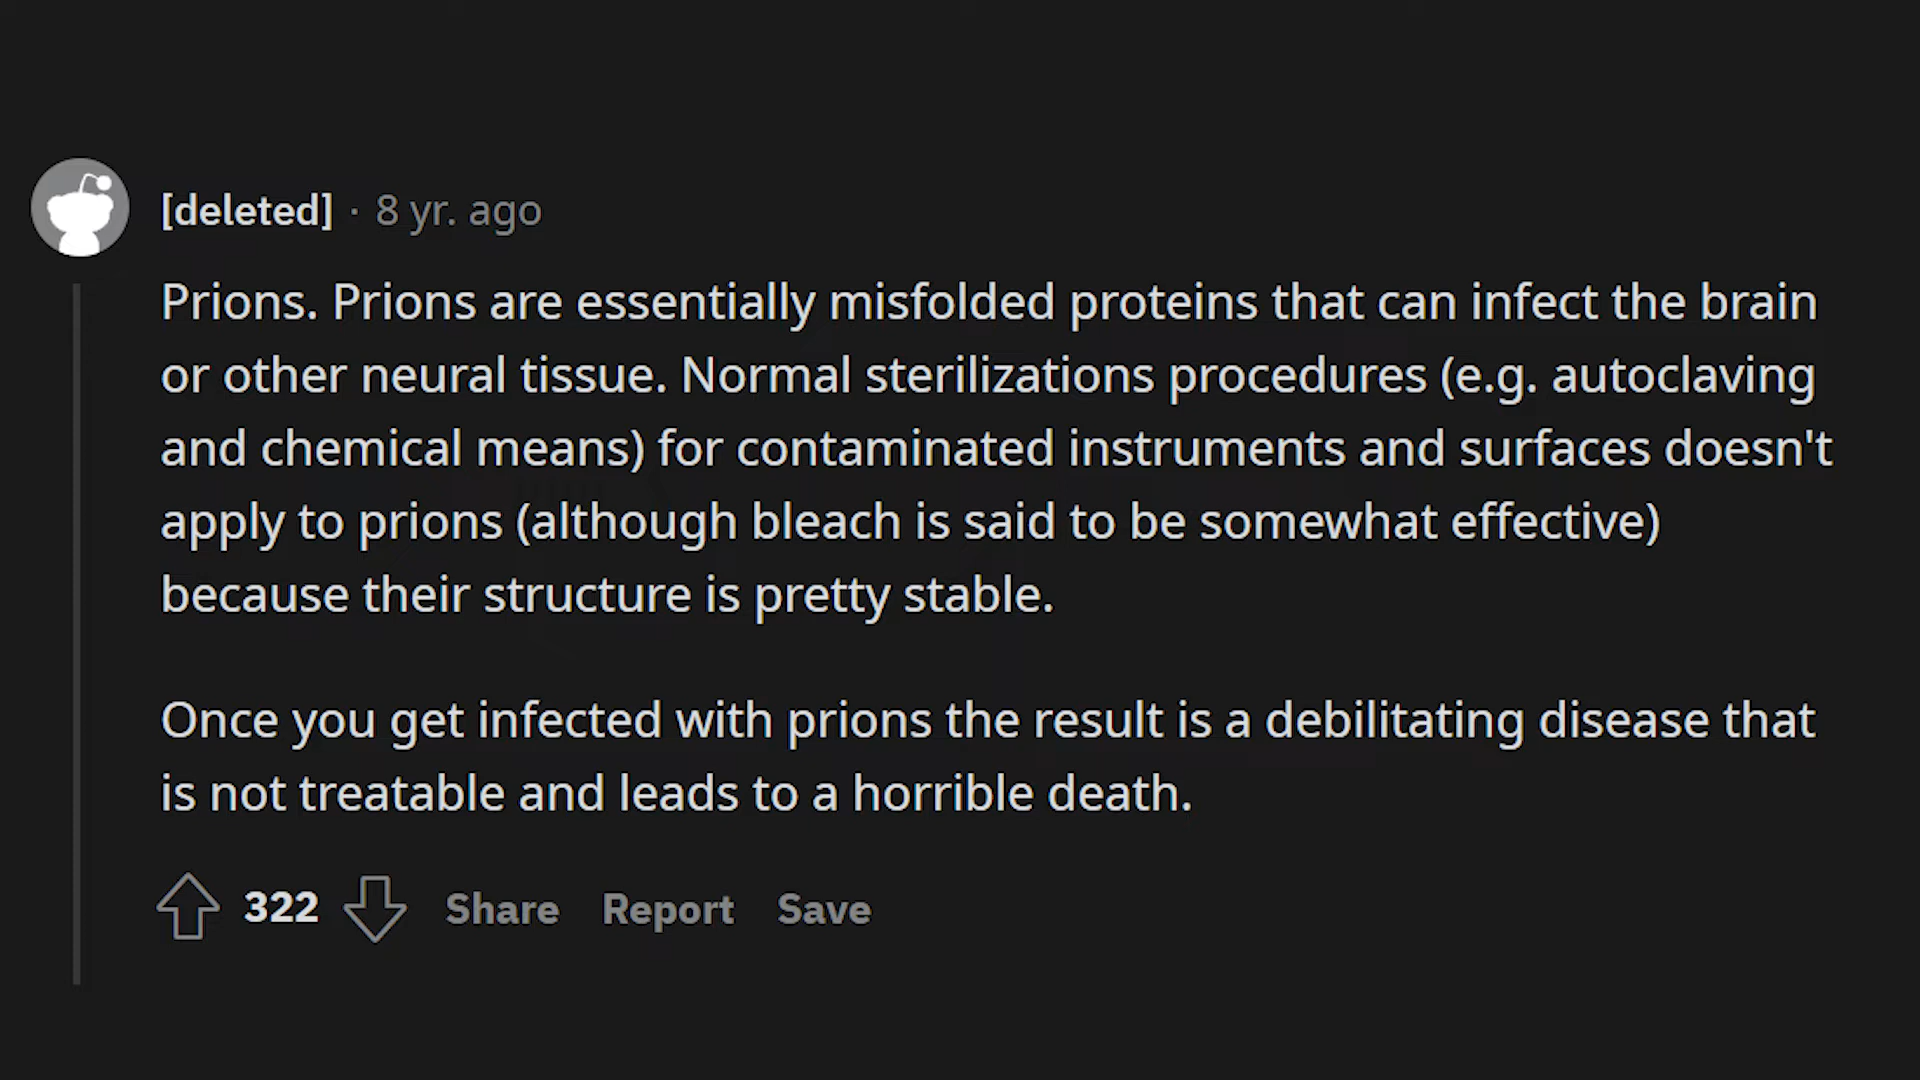 [deleted] · 8 yr. ago
Prions. Prions are essentially misfolded proteins that can infect the brain
or other neural tissue. Normal sterilizations procedures (e.g. autoclaving
and chemical means) for contaminated instruments and surfaces doesn't
apply to prions (although bleach is said to be somewhat effective)
because their structure is pretty stable.
Once you get infected with prions the result is a debilitating disease that
is not treatable and leads to a horrible death.
322 Share Report Save